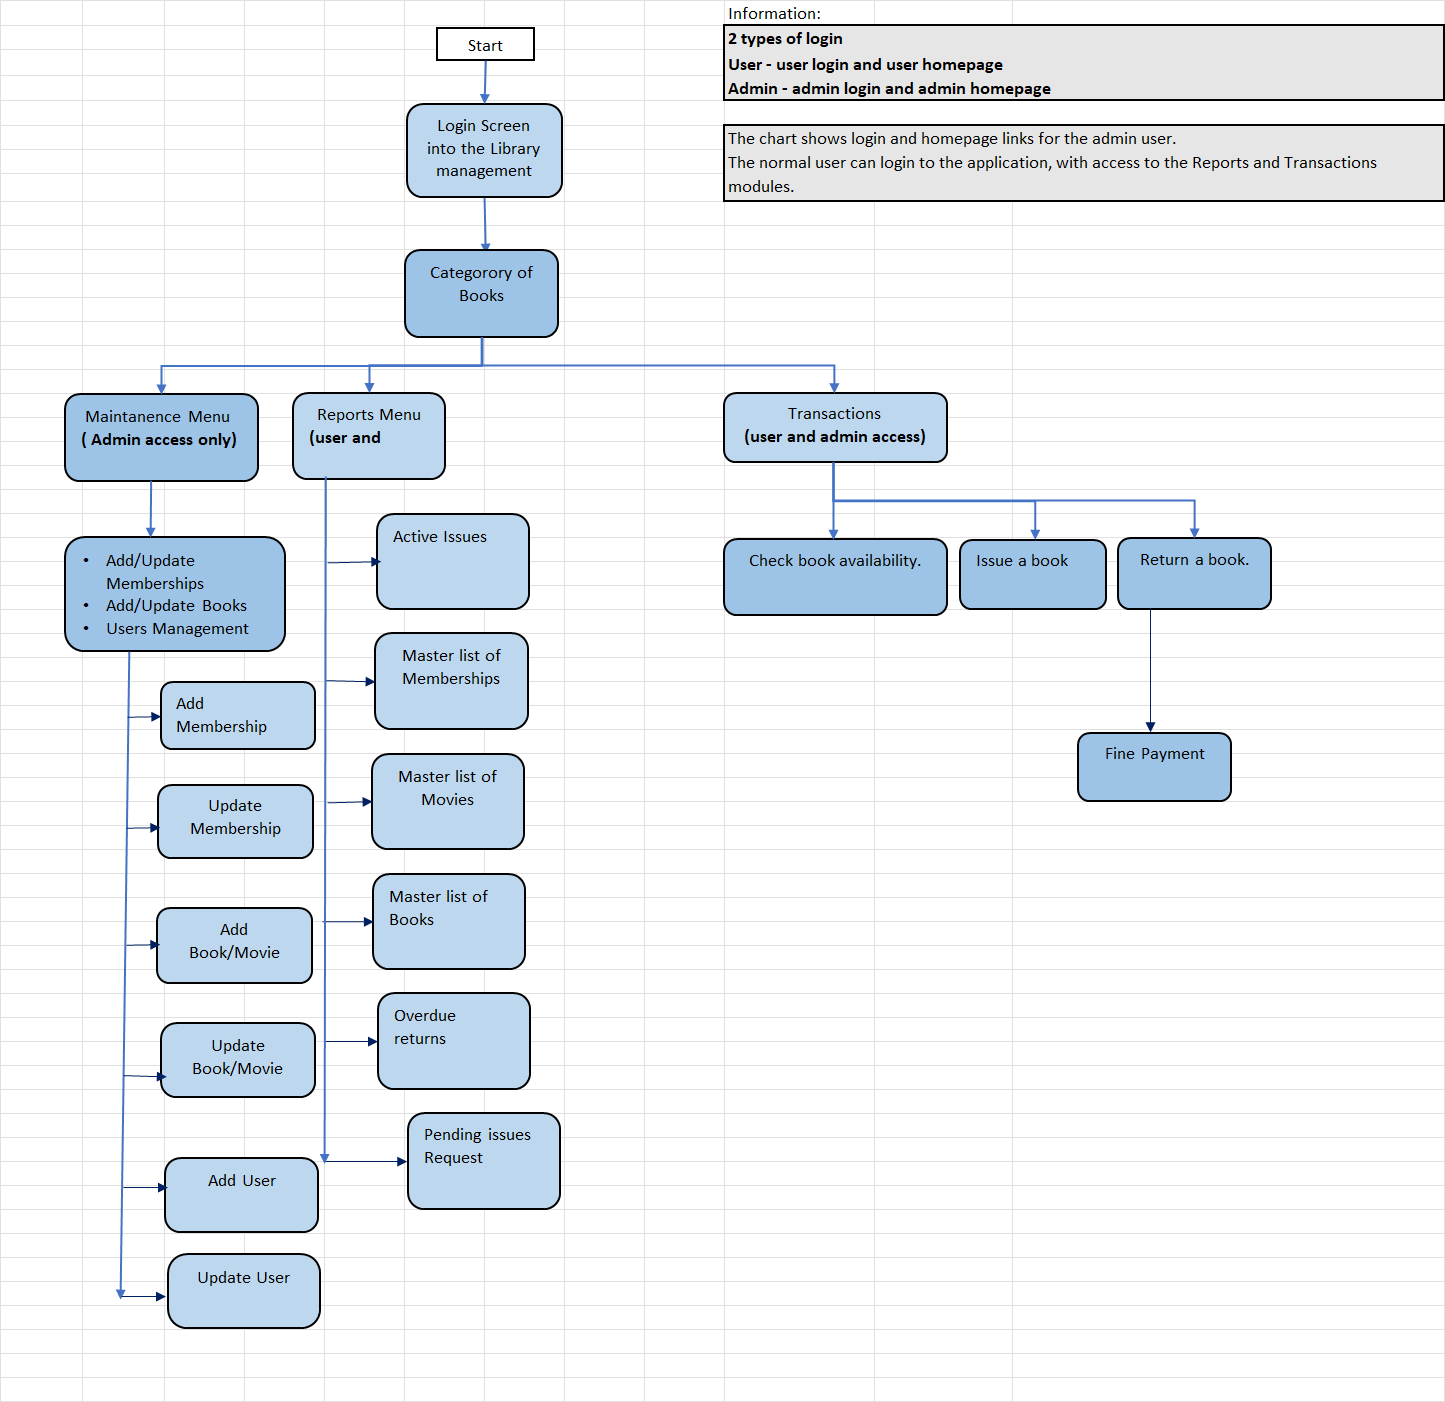 Information:
2 types of login
User - user login and user homepage
Admin - admin login and admin homepage
The chart shows login and homepage links for the admin user.
The normal user can login to the application, with access to the Reports and Transactions
modules.
Start
Login Screen
into the Library
management
Categorory of
Books
Maintanence Menu
( Admin access only)
Reports Menu
(user and
Transactions
(user and admin access)
• Add/Update
Memberships
• Add/Update Books
• Users Management
Add
Membership
Update
Membership
Add
Book/Movie
Update
Book/Movie
Add User
Update User
Active Issues
Master list of
Memberships
Master list of
Movies
Master list of
Books
Overdue
returns
Pending issues
Request
Check book availability.
Issue a book
Return a book.
Fine Payment